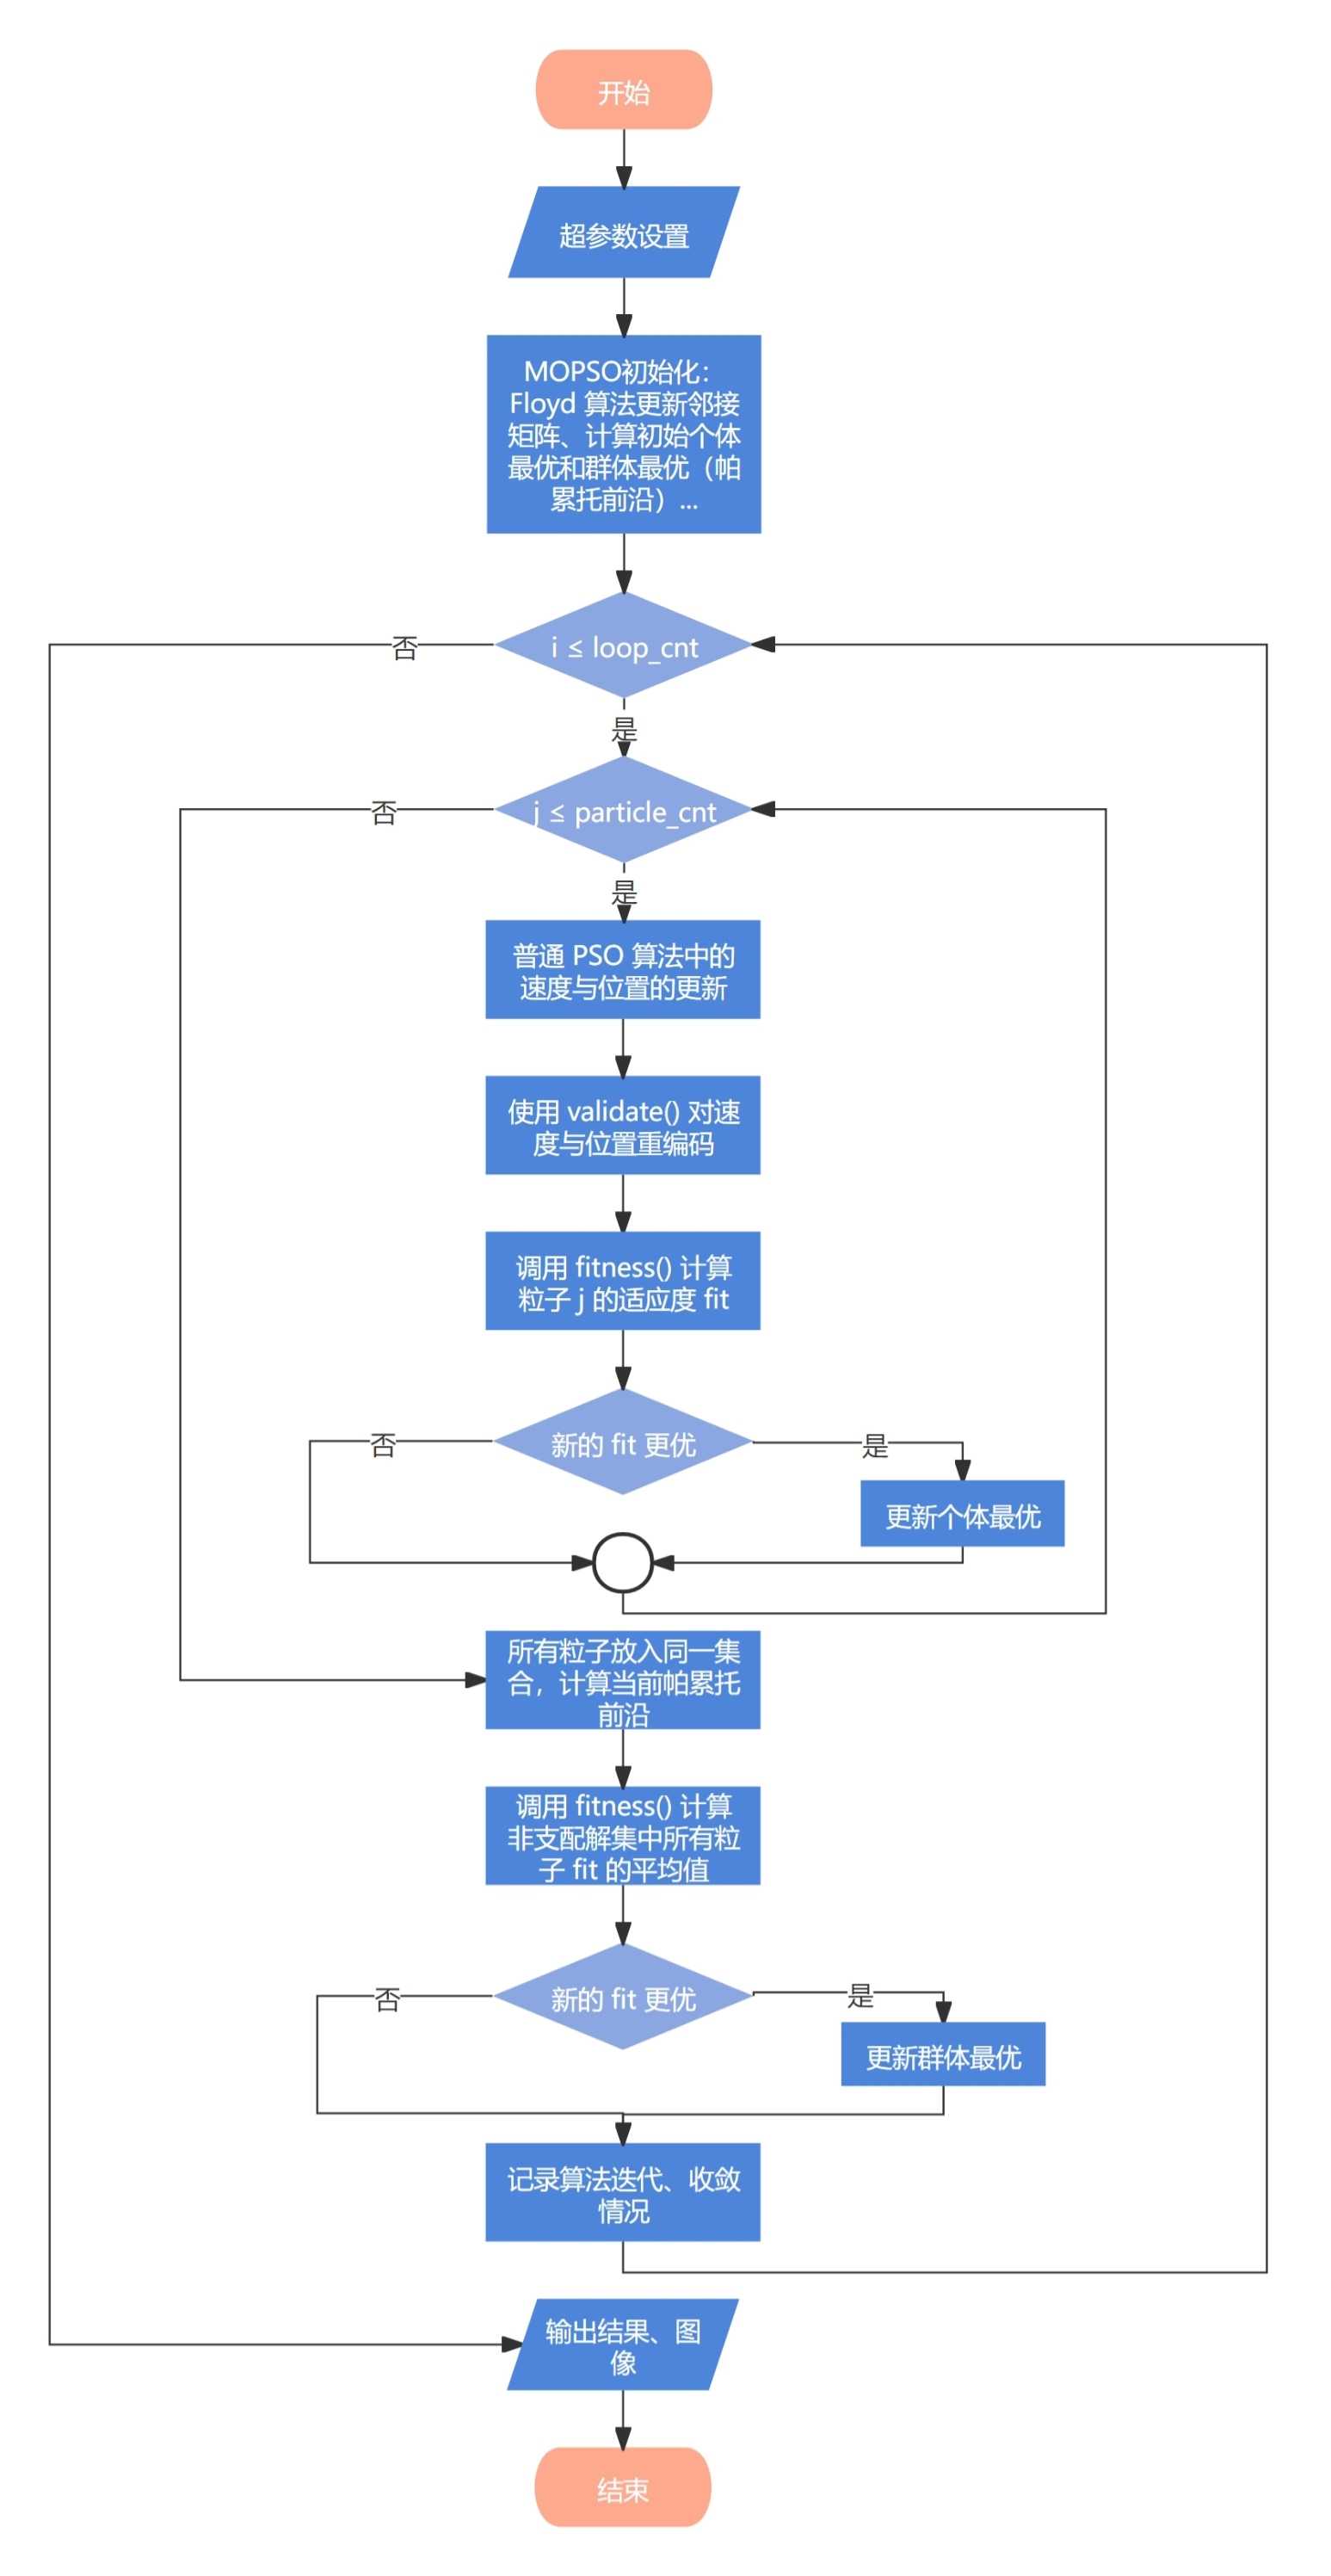 开始
超参数设置
MOPSO初始化：
Floyd 算法更新邻接
矩阵、计算初始个体
最优和群体最优（帕
累托前沿）...
i ≤ loop_cnt
否
是
j ≤ particle_cnt
否
是
普通 PSO 算法中的
速度与位置的更新
使用 validate() 对速
度与位置重编码
调用 fitness() 计算
粒子 j 的适应度 fit
新的 fit 更优
否
是
更新个体最优
所有粒子放入同一集
合，计算当前帕累托
前沿
调用 fitness() 计算
非支配解集中所有粒
子 fit 的平均值
新的 fit 更优
否
是
更新群体最优
记录算法迭代、收敛
情况
输出结果、图
像
结束